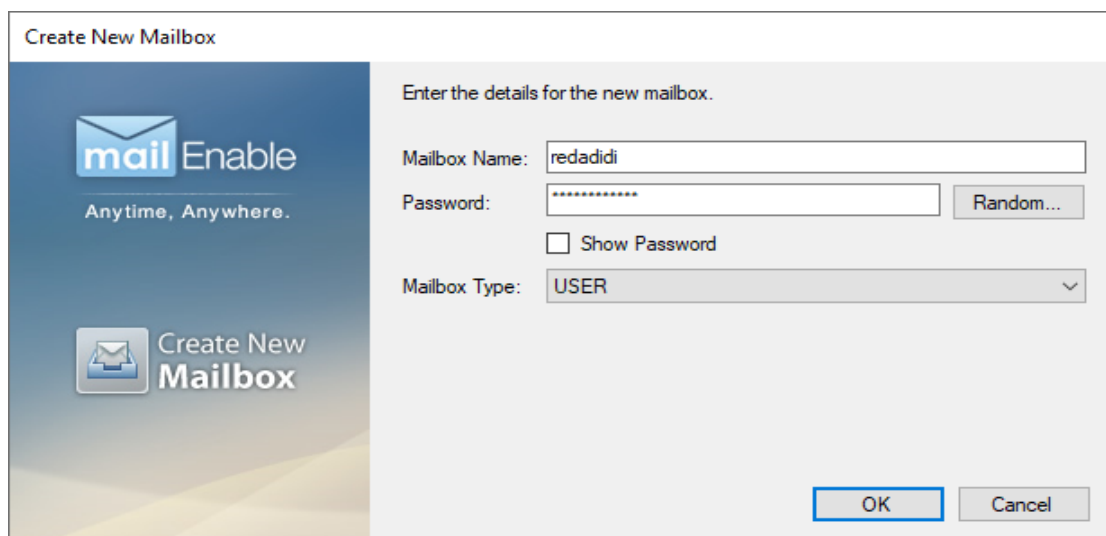 Create New Mailbox
mail Enable
Anytime, Anywhere.
Create New
Mailbox
Enter the details for the new mailbox.
Mailbox Name: redadidi
Password: ************ Random...
Show Password
Mailbox Type: USER
OK Cancel